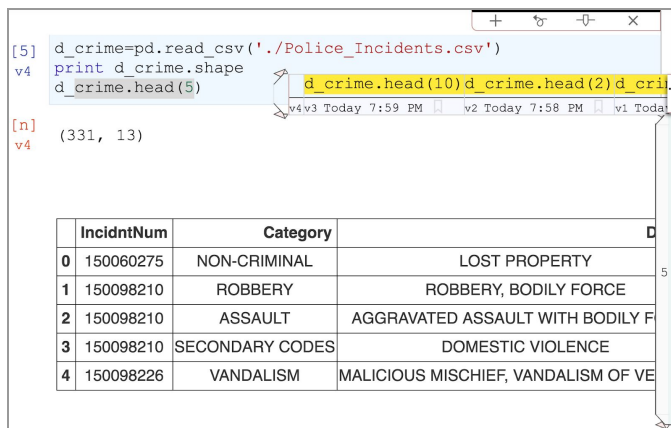 [5] d_crime=pd.read_csv('./Police_Incidents.csv')
v4 print d_crime.shape
d_crime.head(5) d_crime.head(10) d_crime.head(2)
v4 v3 Today 7:59 PM v2 Today 7:58 PM v1
[n]
v4 (331, 13)
IncidntNum Category
0 150060275 NON-CRIMINAL LOST PROPERTY
1 150098210 ROBBERY ROBBERY, BODILY FORCE
5
2 150098210 ASSAULT AGGRAVATED ASSAULT WITH BODILY
3 150098210 SECONDARY CODES DOMESTIC VIOLENCE
4 150098226 VANDALISM MALICIOUS MISCHIEF, VANDALISM OF